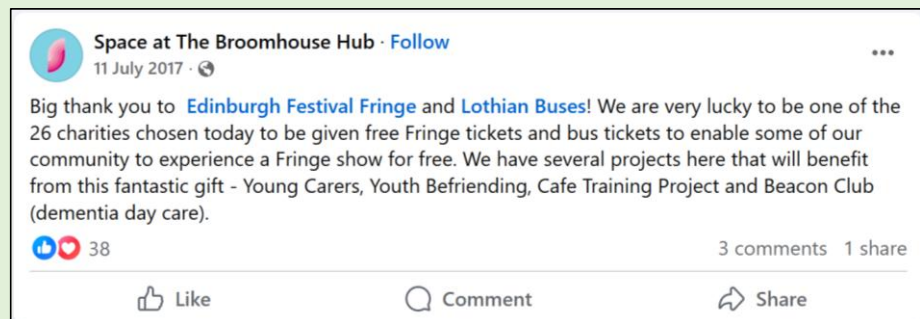 Space at The Broomhouse Hub · Follow
11 July 2017 ·
Big thank you to Edinburgh Festival Fringe and Lothian Buses! We are very lucky to be one of the
26 charities chosen today to be given free Fringe tickets and bus tickets to enable some of our
community to experience a Fringe show for free. We have several projects here that will benefit
from this fantastic gift - Young Carers, Youth Befriending, Cafe Training Project and Beacon Club
(dementia day care).
38 3 comments 1 share
Like Comment Share